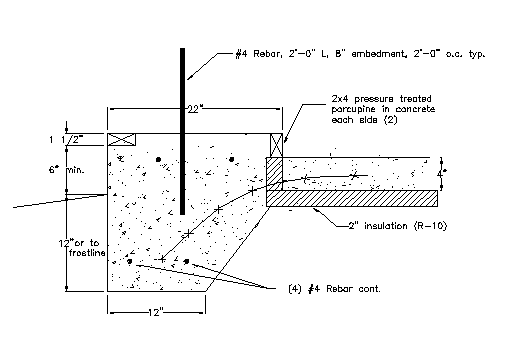 #4 Rebar, 2'-0" L, 8" embedment, 2'-0" o.c. typ.
2x4 pressure treated
porcupine in concrete
each side (2)
22"
1 1/2"
6" min.
4"
2" insulation (R-10)
12" or to
frostline
(4) #4 Rebar cont.
12"